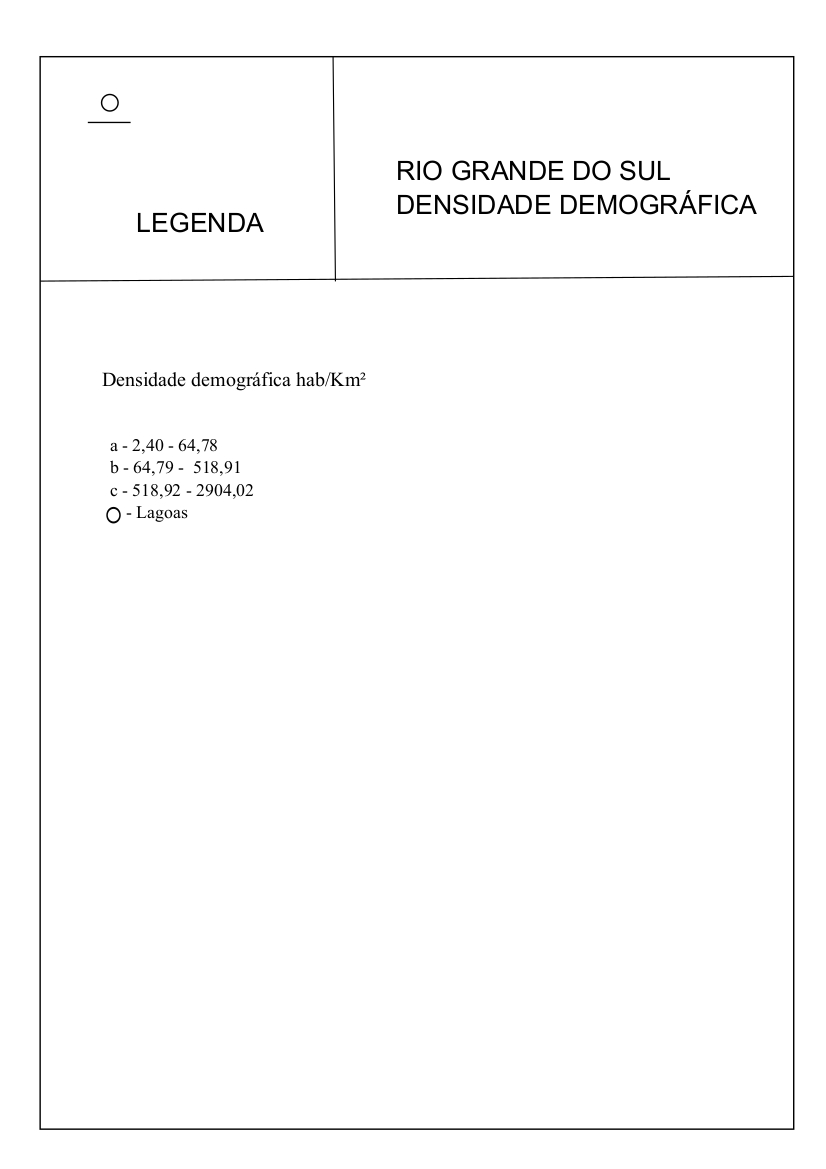 LEGENDA
RIO GRANDE DO SUL
DENSIDADE DEMOGRÁFICA
Densidade demográfica hab/Km²
a - 2,40 - 64,78
b - 64,79 -  518,91
c - 518,92 - 2904,02
- Lagoas